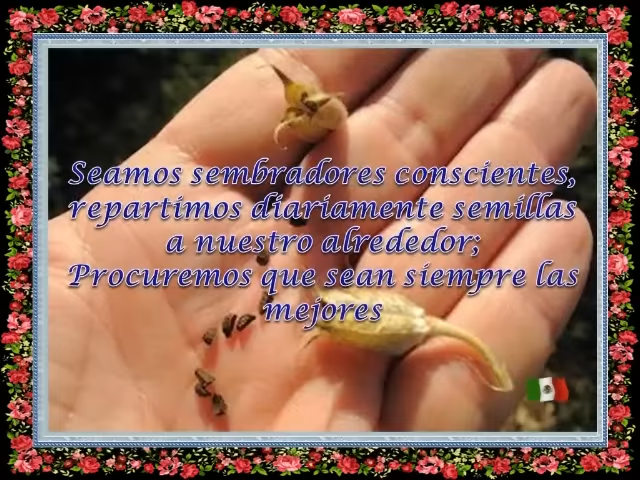 Seamos sembradores conscientes,
repartimos diariamente semillas
a nuestro alrededor;
Procuremos que sean siempre las
mejores